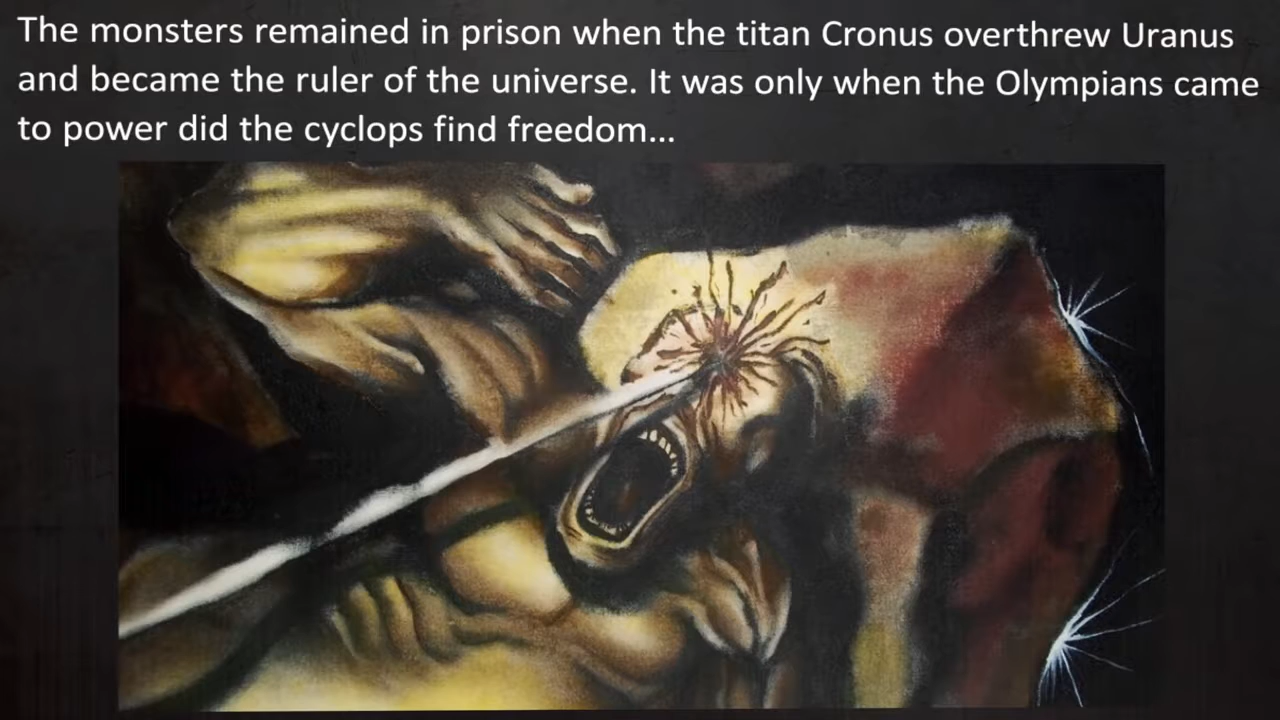 The monsters remained in prison when the titan Cronus overthrew Uranus
and became the ruler of the universe. It was only when the Olympians came
to power did the cyclops find freedom...